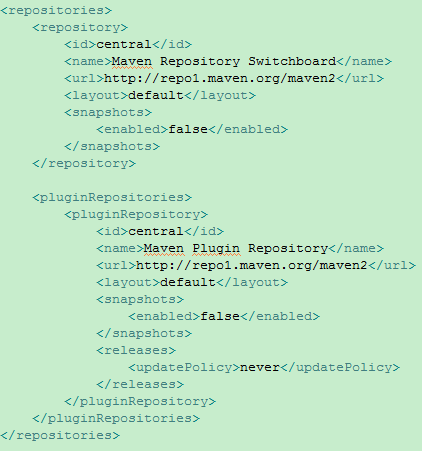 <repositories>
    <repository>
        <id>central</id>
        <name>Maven Repository Switchboard</name>
        <url>http://repo1.maven.org/maven2</url>
        <layout>default</layout>
        <snapshots>
            <enabled>false</enabled>
        </snapshots>
    </repository>

    <pluginRepositories>
        <pluginRepository>
            <id>central</id>
            <name>Maven Plugin Repository</name>
            <url>http://repo1.maven.org/maven2</url>
            <layout>default</layout>
            <snapshots>
                <enabled>false</enabled>
            </snapshots>
            <releases>
                <updatePolicy>never</updatePolicy>
            </releases>
        </pluginRepository>
    </pluginRepositories>
</repositories>